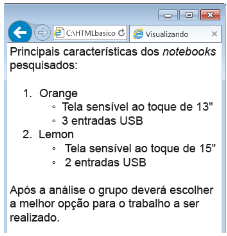 C:\HTMLbasico
Visualizando
Principais características dos notebooks
pesquisados:
1. Orange
◦ Tela sensível ao toque de 13"
◦ 3 entradas USB
2. Lemon
◦ Tela sensível ao toque de 15"
◦ 2 entradas USB
Após a análise o grupo deverá escolher
a melhor opção para o trabalho a ser
realizado.